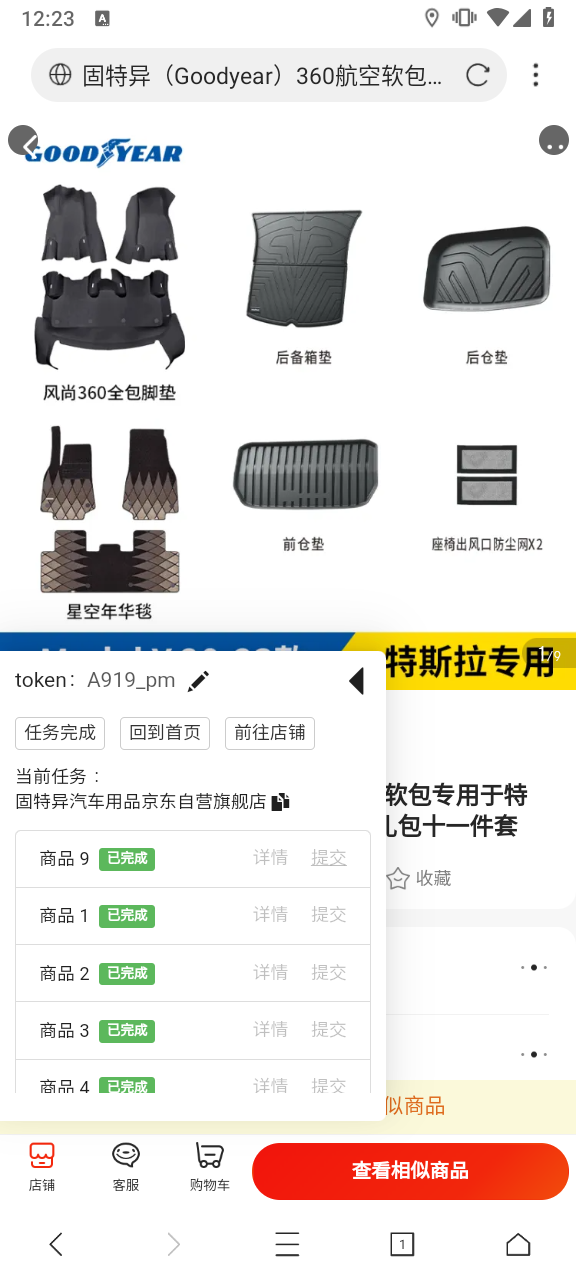 12:23
A
固特异（Goodyear）360航空软包...
GOODYEAR
后备箱垫
后仓垫
风尚360全包脚垫
前仓垫
座椅出风口防尘网X2
星空年华毯
特斯拉专用
1/9
token： A919_pm
任务完成
回到首页
前往店铺
当前任务：
固特异汽车用品京东自营旗舰店
软包专用于特
礼包十一件套
收藏
商品 9 已完成 详情 提交
商品 1 已完成 详情 提交
商品 2 已完成 详情 提交
商品 3 已完成 详情 提交
商品 4 已完成 详情 提交
似商品
店铺
客服
购物车
查看相似商品
1